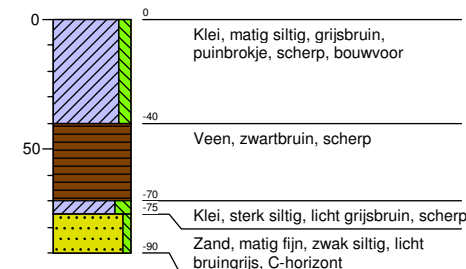 0
0
Klei, matig siltig, grijsbruin,
puinbrokje, scherp, bouwvoor
-40
Veen, zwartbruin, scherp
50
-70
-75
Klei, sterk siltig, licht grijsbruin, scherp
-90
Zand, matig fijn, zwak siltig, licht
bruingrijs, C-horizont